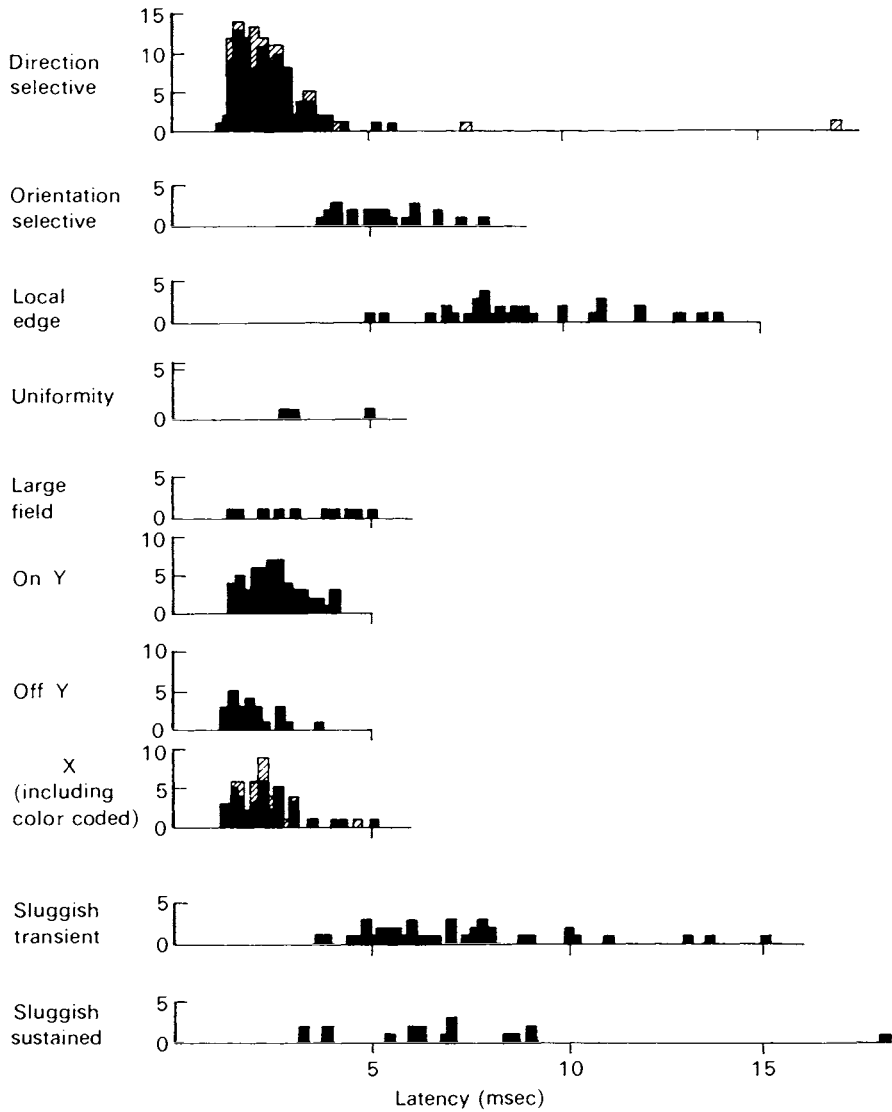 15
10
5
0
Direction
selective
5
0
Orientation
selective
5
0
Local
edge
5
0
Uniformity
5
0
Large
field
10
5
0
On Y
10
5
0
Off Y
10
5
0
X
(including
color coded)
5
0
Sluggish
transient
5
0
Sluggish
sustained
5 10 15
Latency (msec)